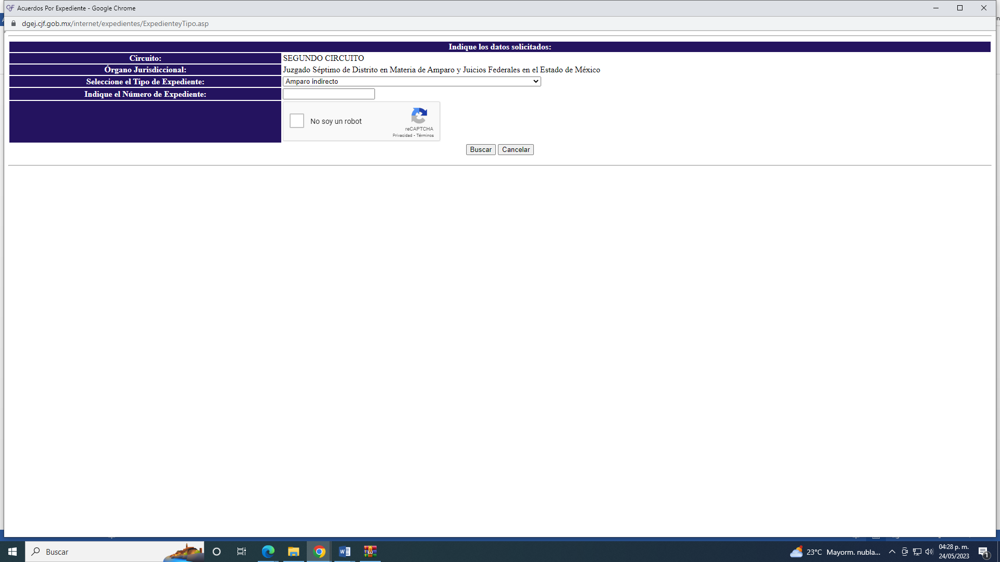 Acuerdos Por Expediente - Google Chrome
dgej.cjf.gob.mx/internet/expedientes/ExpedienteyTipo.asp
Indique los datos solicitados:
Circuito: SEGUNDO CIRCUITO
Órgano Jurisdiccional: Juzgado Séptimo de Distrito en Materia de Amparo y Juicios Federales en el Estado de México
Seleccione el Tipo de Expediente: Amparo indirecto
Indique el Número de Expediente:
No soy un robot
reCAPTCHA
Privacidad - Términos
Buscar Cancelar
Buscar
23°C Mayorm. nubla...
04:28 p. m.
24/05/2023
1